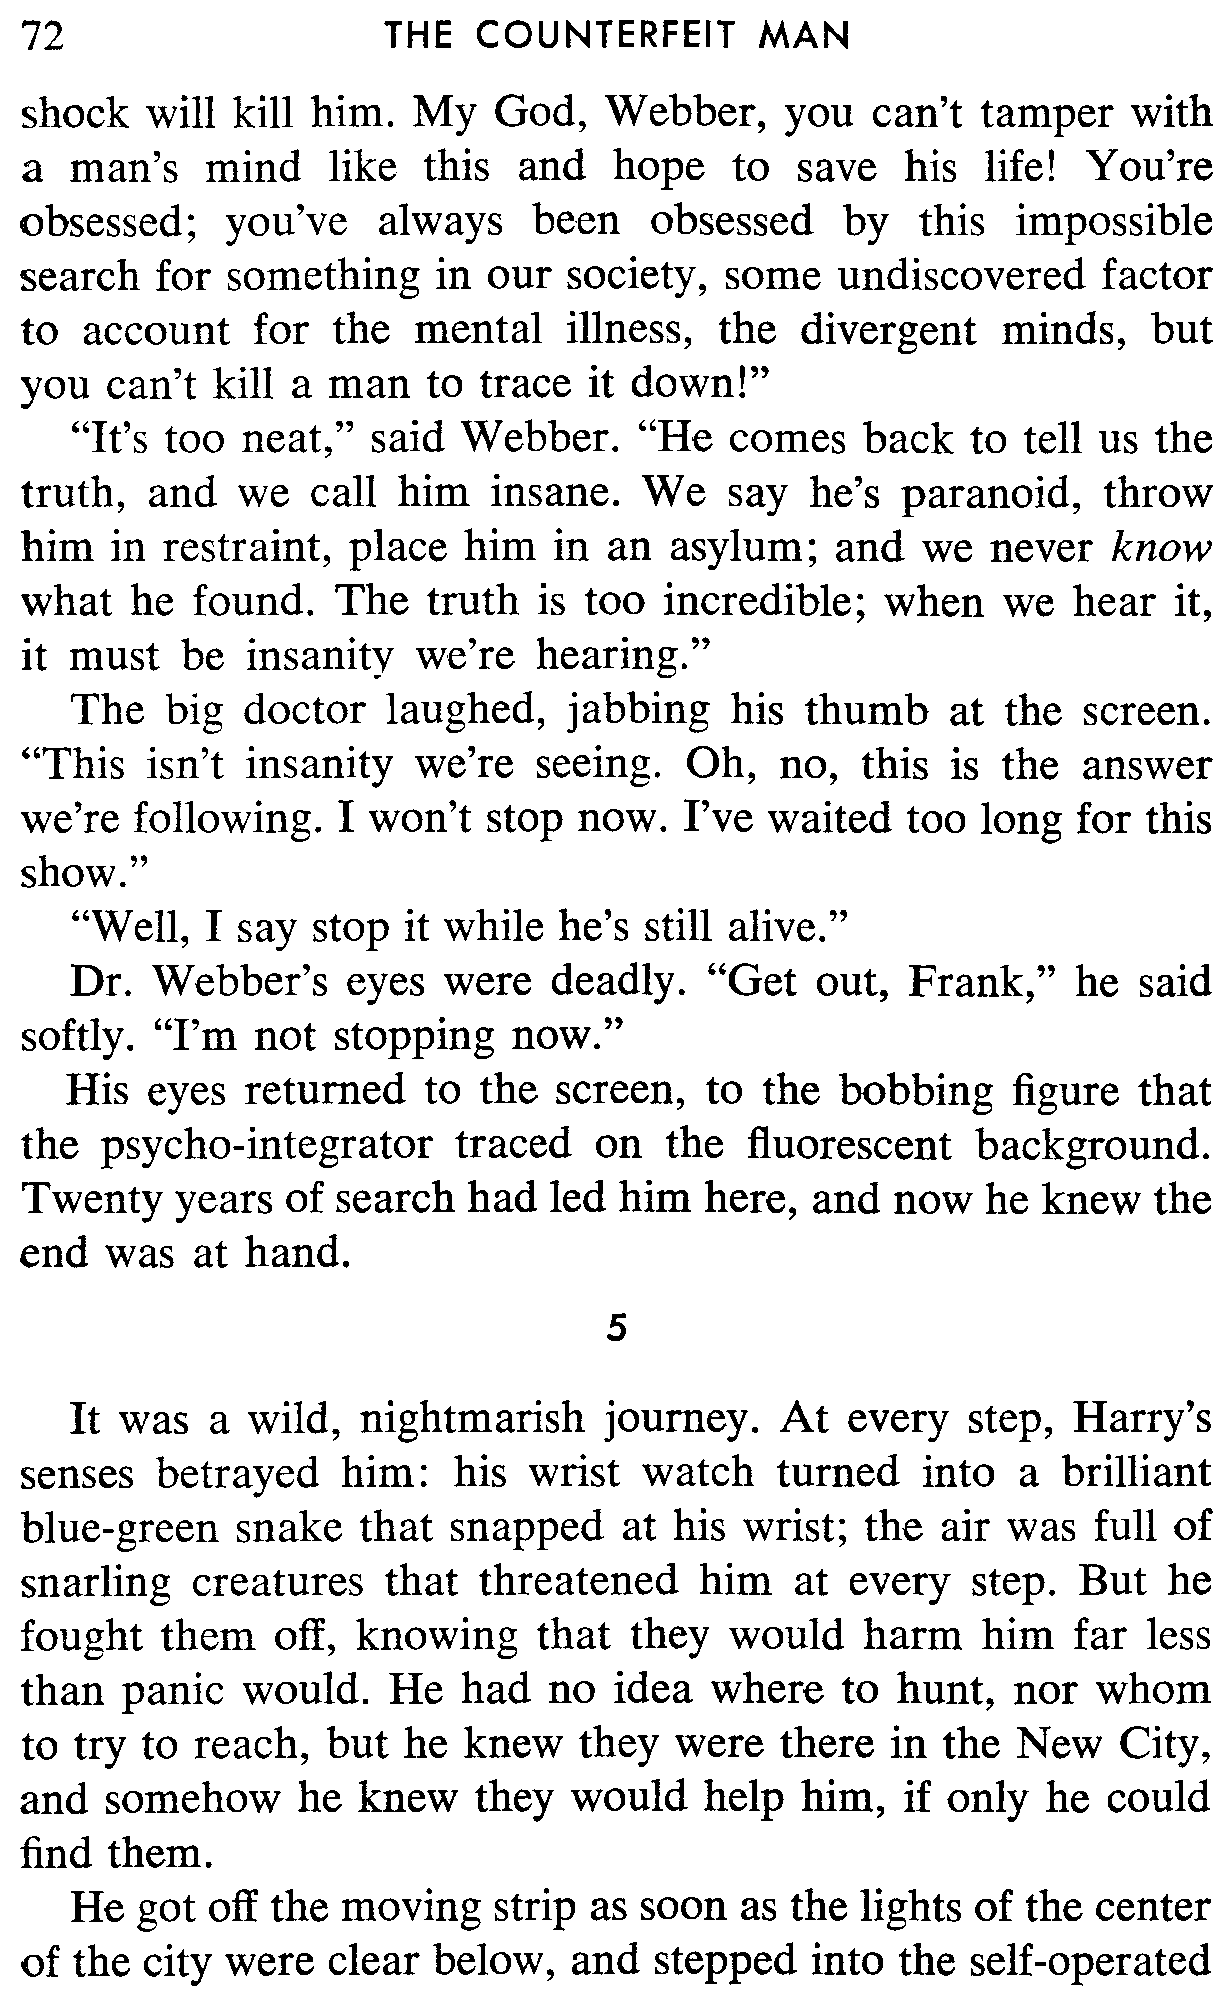 72 THE COUNTERFEIT MAN
shock will kill him. My God, Webber, you can't tamper with
a man's mind like this and hope to save his life! You're
obsessed; you've always been obsessed by this impossible
search for something in our society, some undiscovered factor
to account for the mental illness, the divergent minds, but
you can't kill a man to trace it down!”
“It's too neat,” said Webber. “He comes back to tell us the
truth, and we call him insane. We say he's paranoid, throw
him in restraint, place him in an asylum; and we never know
what he found. The truth is too incredible; when we hear it,
it must be insanity we're hearing.”
The big doctor laughed, jabbing his thumb at the screen.
“This isn't insanity we're seeing. Oh, no, this is the answer
we're following. I won't stop now. I've waited too long for this
show.”
“Well, I say stop it while he's still alive.”
Dr. Webber's eyes were deadly. “Get out, Frank,” he said
softly. “I'm not stopping now.”
His eyes returned to the screen, to the bobbing figure that
the psycho-integrator traced on the fluorescent background.
Twenty years of search had led him here, and now he knew the
end was at hand.
5
It was a wild, nightmarish journey. At every step, Harry's
senses betrayed him: his wrist watch turned into a brilliant
blue-green snake that snapped at his wrist; the air was full of
snarling creatures that threatened him at every step. But he
fought them off, knowing that they would harm him far less
than panic would. He had no idea where to hunt, nor whom
to try to reach, but he knew they were there in the New City,
and somehow he knew they would help him, if only he could
find them.
He got off the moving strip as soon as the lights of the center
of the city were clear below, and stepped into the self-operated